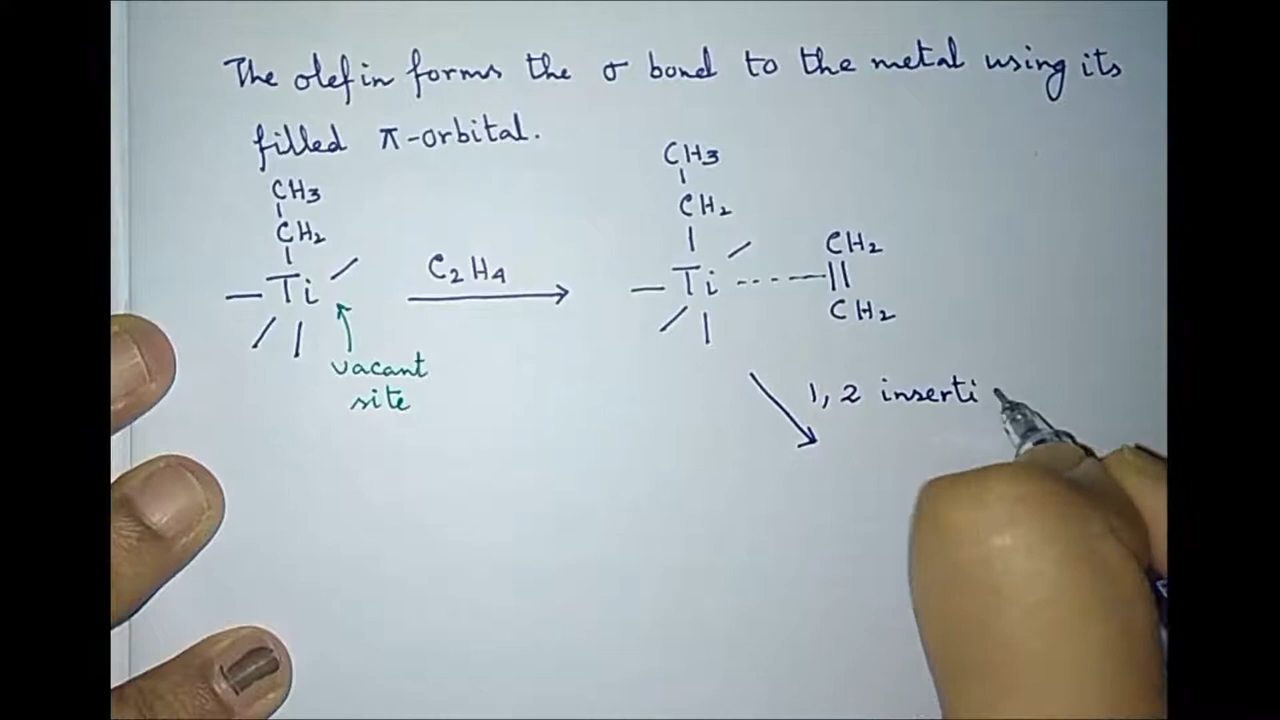 The olefin forms the σ bond to the metal using its
filled π-orbital.
CH3
CH2
Ti
vacant
site
C2H4
CH3
CH2
Ti
CH2
CH2
1, 2 inserti